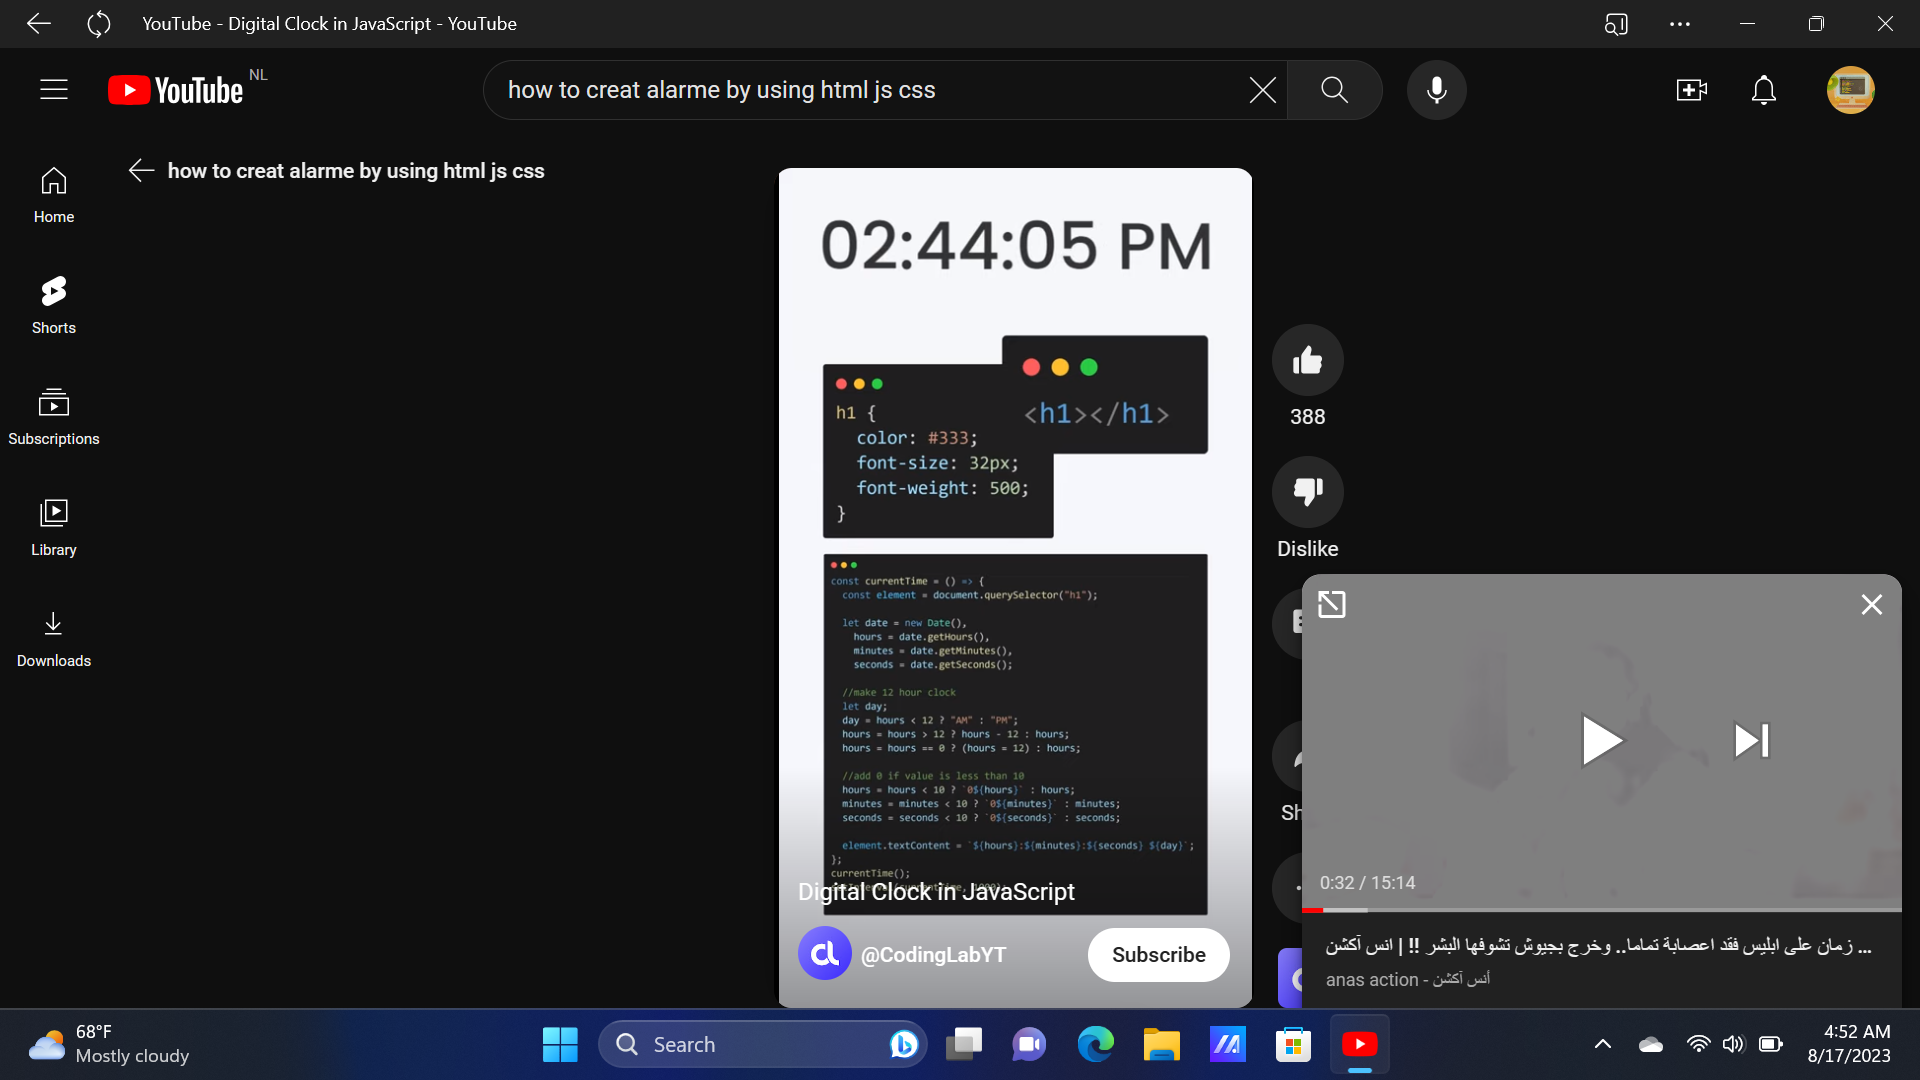 YouTube - Digital Clock in JavaScript - YouTube
YouTube NL
how to creat alarme by using html js css
how to creat alarme by using html js css
Home
Shorts
Subscriptions
Library
Downloads
02:44:05 PM
<h1></h1>
h1 {
color: #333;
font-size: 32px;
font-weight: 500;
}
const currentTime = () => {
const element = document.querySelector("h1");
let date = new Date(),
hours = date.getHours(),
minutes = date.getMinutes(),
seconds = date.getSeconds();
//make 12 hour clock
let day;
day = hours < 12 ? "AM" : "PM";
hours = hours > 12 ? hours - 12 : hours;
hours = hours == 0 ? (hours = 12) : hours;
//add 0 if value is less than 10
hours = hours < 10 ? `0${hours}` : hours;
minutes = minutes < 10 ? `0${minutes}` : minutes;
seconds = seconds < 10 ? `0${seconds}` : seconds;
element.textContent = `${hours}:${minutes}:${seconds} ${day}`;
};
currentTime();
Digital Clock in JavaScript
@CodingLabYT
Subscribe
388
Dislike
Sh
0:32 / 15:14
زمان على ابليس فقد اعصابة تماما.. وخرج بجيوش تشوفها البشر !! | انس آكشن ...
anas action - أنس آكشن
68°F
Mostly cloudy
Search
4:52 AM
8/17/2023